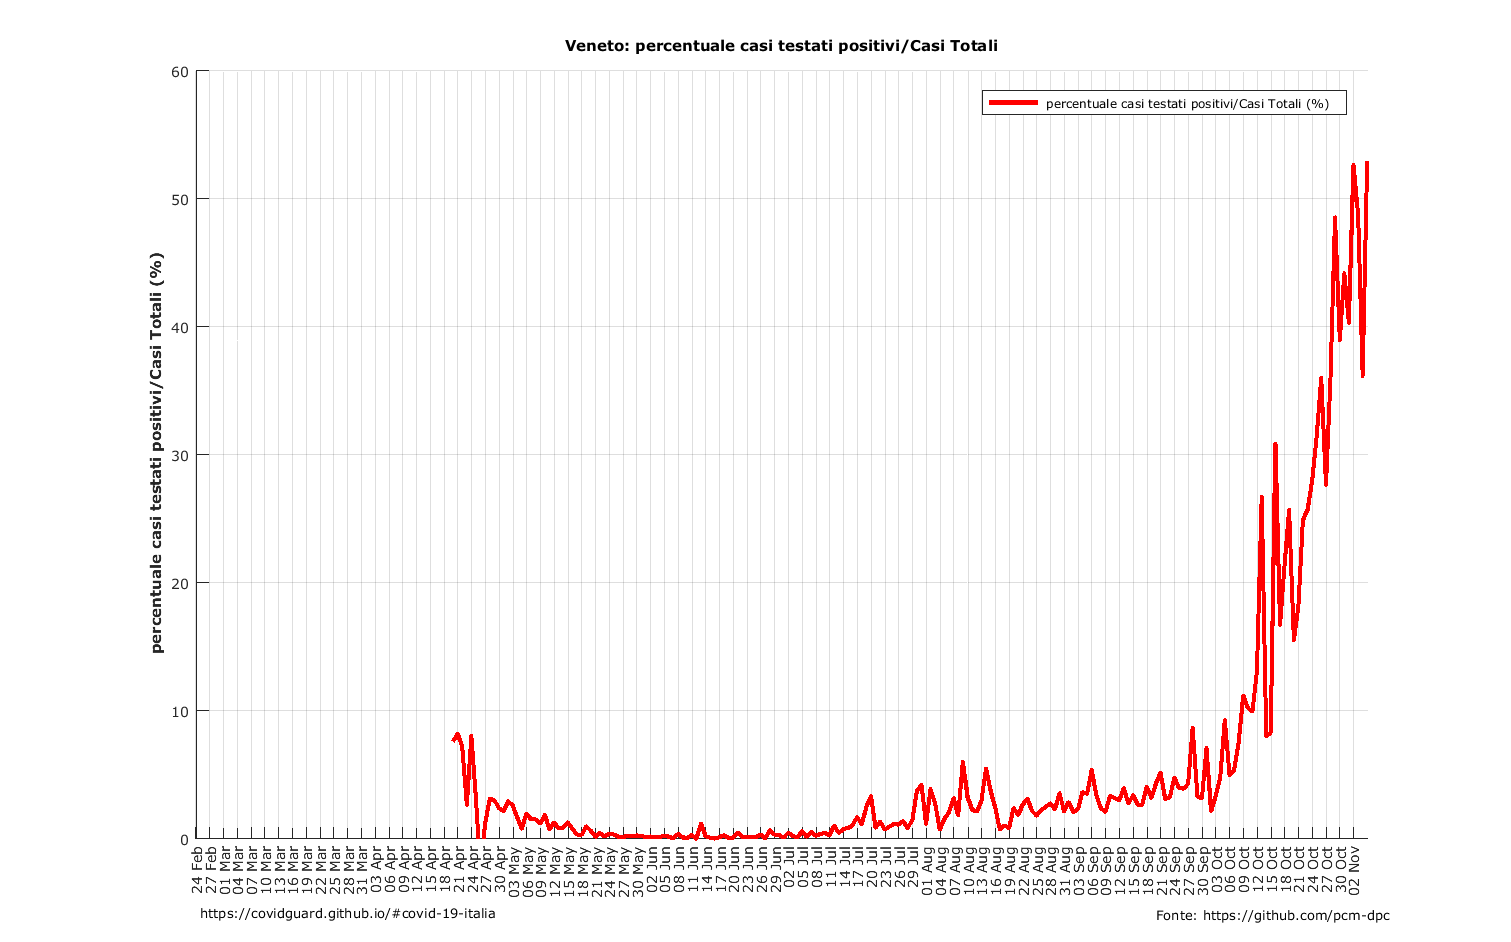 Veneto: percentuale casi testati positivi/Casi Totali
percentuale casi testati positivi/Casi Totali (%)
60
50
40
30
20
10
0
percentuale casi testati positivi/Casi Totali (%)
24 Feb
27 Feb
01 Mar
04 Mar
07 Mar
10 Mar
13 Mar
16 Mar
19 Mar
22 Mar
25 Mar
28 Mar
31 Mar
03 Apr
06 Apr
09 Apr
12 Apr
15 Apr
18 Apr
21 Apr
24 Apr
27 Apr
30 Apr
03 May
06 May
09 May
12 May
15 May
18 May
21 May
24 May
27 May
30 May
02 Jun
05 Jun
08 Jun
11 Jun
14 Jun
17 Jun
20 Jun
23 Jun
26 Jun
29 Jun
02 Jul
05 Jul
08 Jul
11 Jul
14 Jul
17 Jul
20 Jul
23 Jul
26 Jul
29 Jul
01 Aug
04 Aug
07 Aug
10 Aug
13 Aug
16 Aug
19 Aug
22 Aug
25 Aug
28 Aug
31 Aug
03 Sep
06 Sep
09 Sep
12 Sep
15 Sep
18 Sep
21 Sep
24 Sep
27 Sep
30 Sep
03 Oct
06 Oct
09 Oct
12 Oct
15 Oct
18 Oct
21 Oct
24 Oct
27 Oct
30 Oct
02 Nov
https://covidguard.github.io/#covid-19-italia
Fonte: https://github.com/pcm-dpc